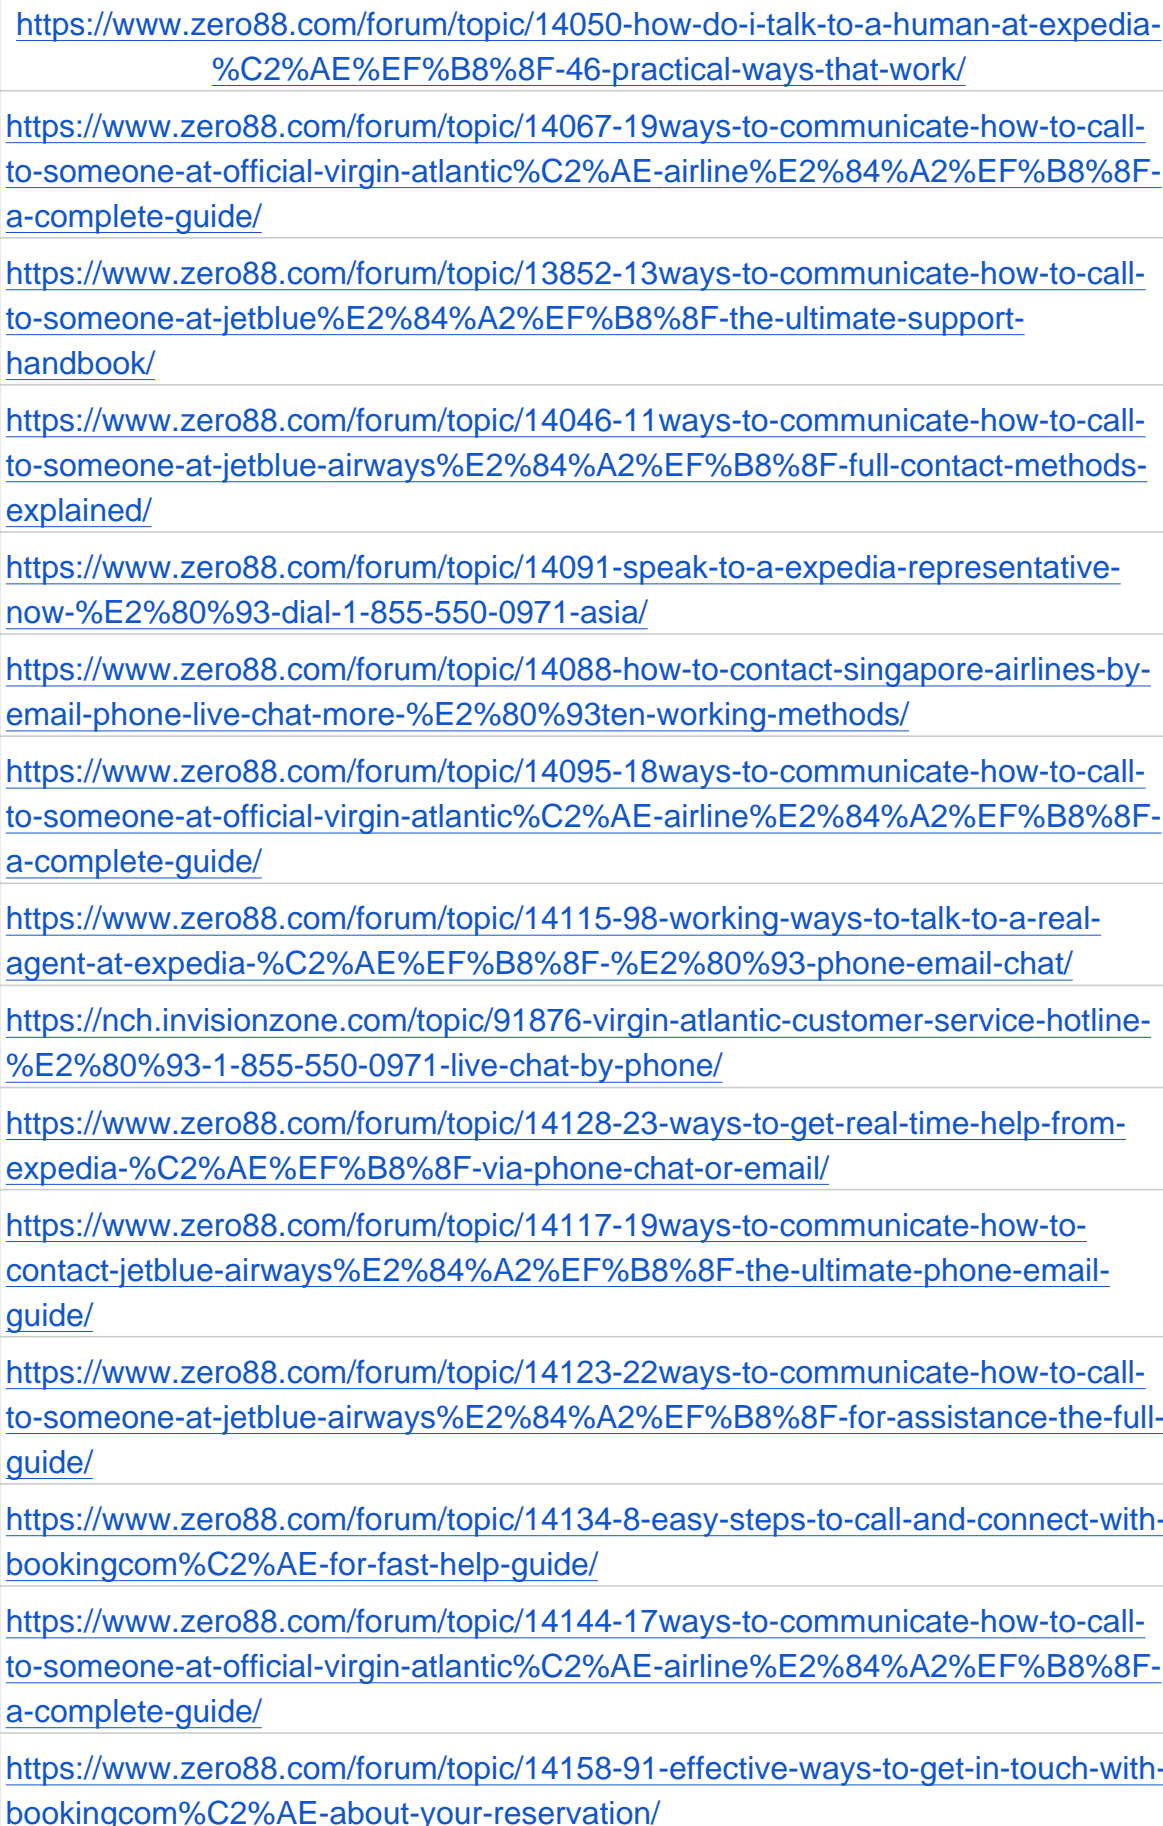 https://www.zero88.com/forum/topic/14050-how-do-i-talk-to-a-human-at-expedia-
%C2%AE%EF%B8%8F-46-practical-ways-that-work/
https://www.zero88.com/forum/topic/14067-19ways-to-communicate-how-to-call-
to-someone-at-official-virgin-atlantic%C2%AE-airline%E2%84%A2%EF%B8%8F-
a-complete-guide/
https://www.zero88.com/forum/topic/13852-13ways-to-communicate-how-to-call-
to-someone-at-jetblue%E2%84%A2%EF%B8%8F-the-ultimate-support-
handbook/
https://www.zero88.com/forum/topic/14046-11ways-to-communicate-how-to-call-
to-someone-at-jetblue-airways%E2%84%A2%EF%B8%8F-full-contact-methods-
explained/
https://www.zero88.com/forum/topic/14091-speak-to-a-expedia-representative-
now-%E2%80%93-dial-1-855-550-0971-asia/
https://www.zero88.com/forum/topic/14088-how-to-contact-singapore-airlines-by-
email-phone-live-chat-more-%E2%80%93ten-working-methods/
https://www.zero88.com/forum/topic/14095-18ways-to-communicate-how-to-call-
to-someone-at-official-virgin-atlantic%C2%AE-airline%E2%84%A2%EF%B8%8F-
a-complete-guide/
https://www.zero88.com/forum/topic/14115-98-working-ways-to-talk-to-a-real-
agent-at-expedia-%C2%AE%EF%B8%8F-%E2%80%93-phone-email-chat/
https://nch.invisionzone.com/topic/91876-virgin-atlantic-customer-service-hotline-
%E2%80%93-1-855-550-0971-live-chat-by-phone/
https://www.zero88.com/forum/topic/14128-23-ways-to-get-real-time-help-from-
expedia-%C2%AE%EF%B8%8F-via-phone-chat-or-email/
https://www.zero88.com/forum/topic/14117-19ways-to-communicate-how-to-
contact-jetblue-airways%E2%84%A2%EF%B8%8F-the-ultimate-phone-email-
guide/
https://www.zero88.com/forum/topic/14123-22ways-to-communicate-how-to-call-
to-someone-at-jetblue-airways%E2%84%A2%EF%B8%8F-for-assistance-the-full-
guide/
https://www.zero88.com/forum/topic/14134-8-easy-steps-to-call-and-connect-with-
bookingcom%C2%AE-for-fast-help-guide/
https://www.zero88.com/forum/topic/14144-17ways-to-communicate-how-to-call-
to-someone-at-official-virgin-atlantic%C2%AE-airline%E2%84%A2%EF%B8%8F-
a-complete-guide/
https://www.zero88.com/forum/topic/14158-91-effective-ways-to-get-in-touch-with-
bookingcom%C2%AE-about-your-reservation/